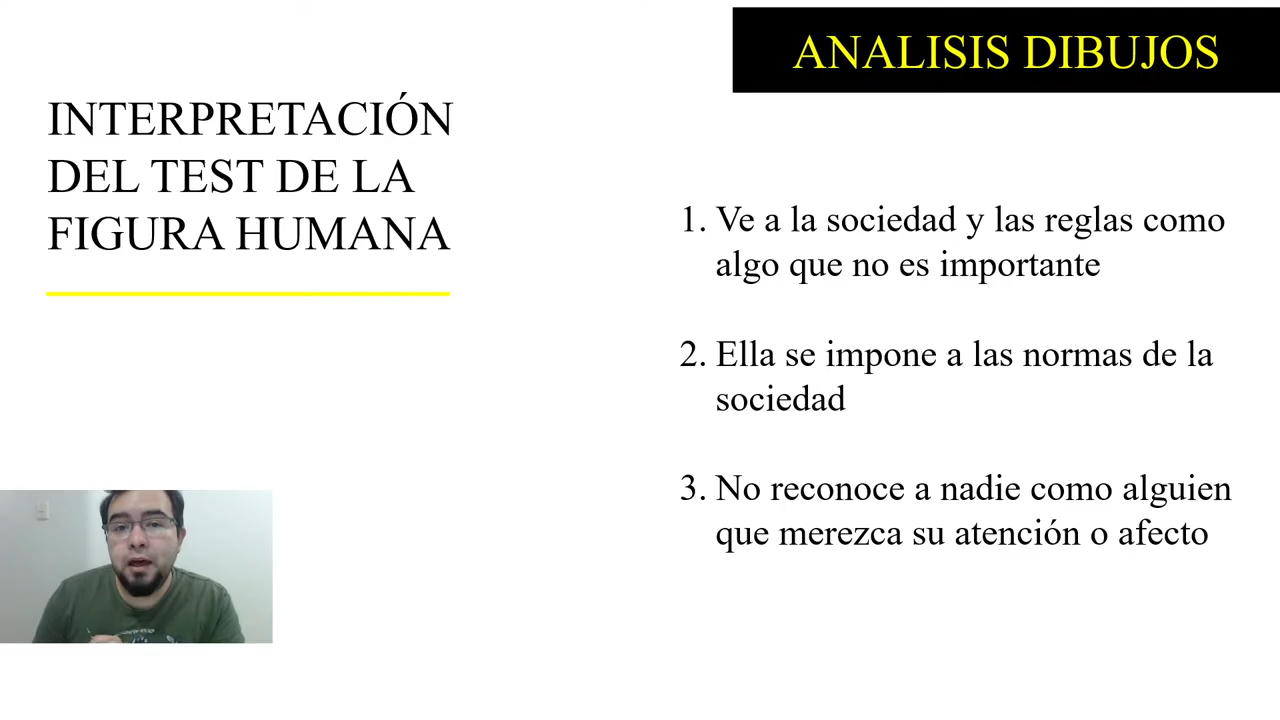 ANALISIS DIBUJOS
INTERPRETACIÓN
DEL TEST DE LA
FIGURA HUMANA
1. Ve a la sociedad y las reglas como
algo que no es importante
2. Ella se impone a las normas de la
sociedad
3. No reconoce a nadie como alguien
que merezca su atención o afecto